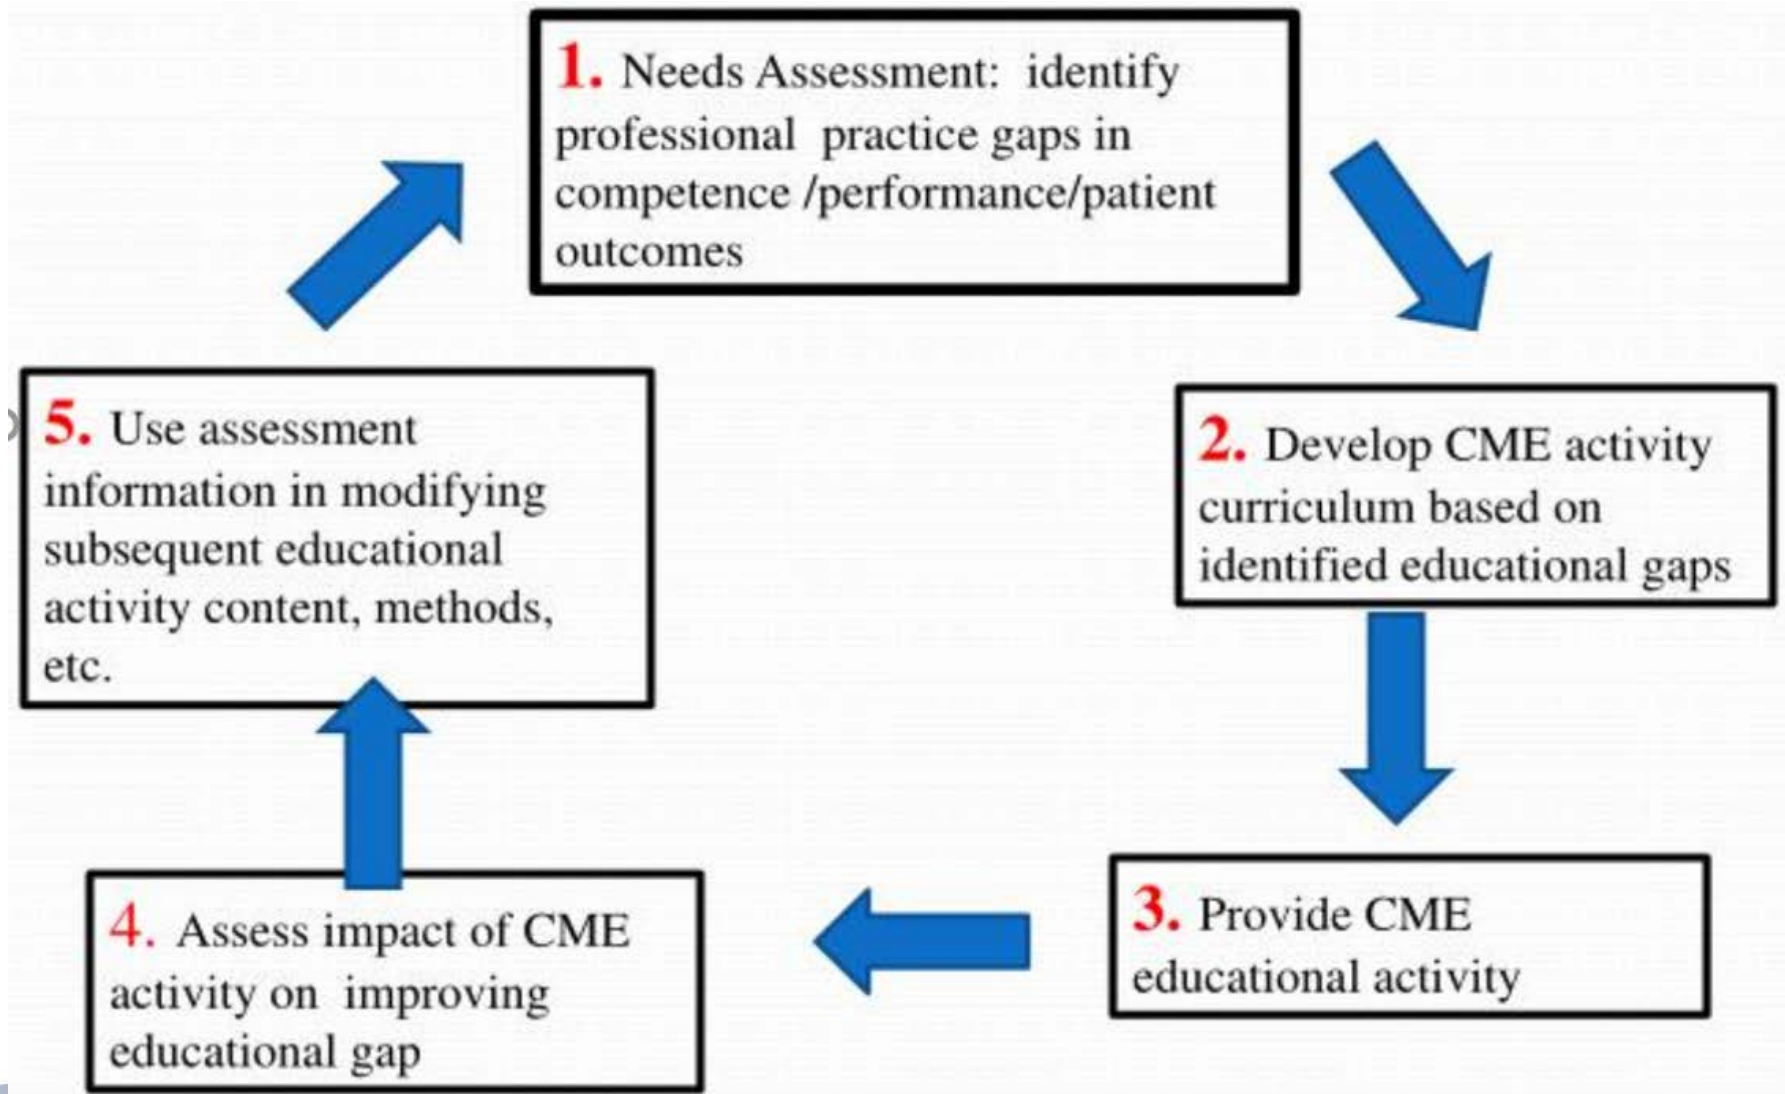 1. Needs Assessment: identify
professional practice gaps in
competence /performance/patient
outcomes
2. Develop CME activity
curriculum based on
identified educational gaps
3. Provide CME
educational activity
4. Assess impact of CME
activity on improving
educational gap
5. Use assessment
information in modifying
subsequent educational
activity content, methods,
etc.